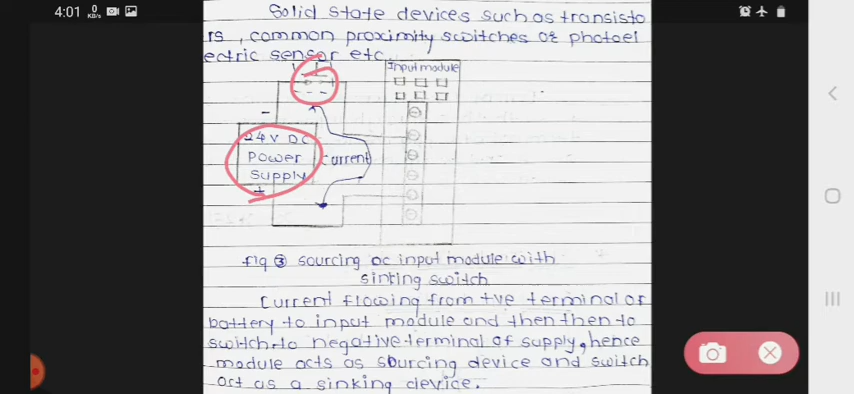 4:01 0 KB/s
Solid state devices such as transisto
rs, common proximity switches or photoel
ectric sensor etc
Input module
-
24V DC
Power
Supply
Current
+
fig ③ sourcing DC input module with
sinking switch
Current flowing from +ve terminal of
battery to input module and then then to
switch to negative terminal of supply, hence
module acts as sourcing device and switch
act as a sinking device.